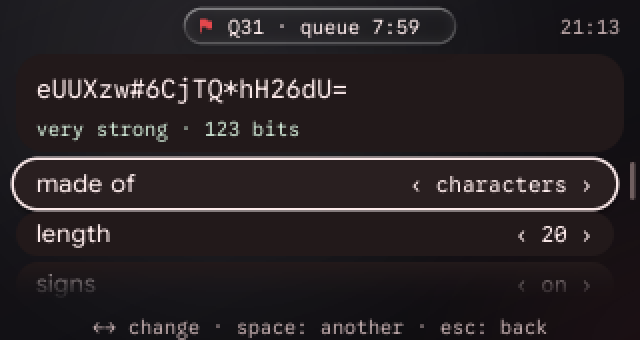 Q31 · queue 7:59
21:13
eUUXzw#6CjTQ*hH26dU=
very strong · 123 bits
made of ‹ characters ›
length ‹ 20 ›
signs ‹ on ›
↔ change · space: another · esc: back